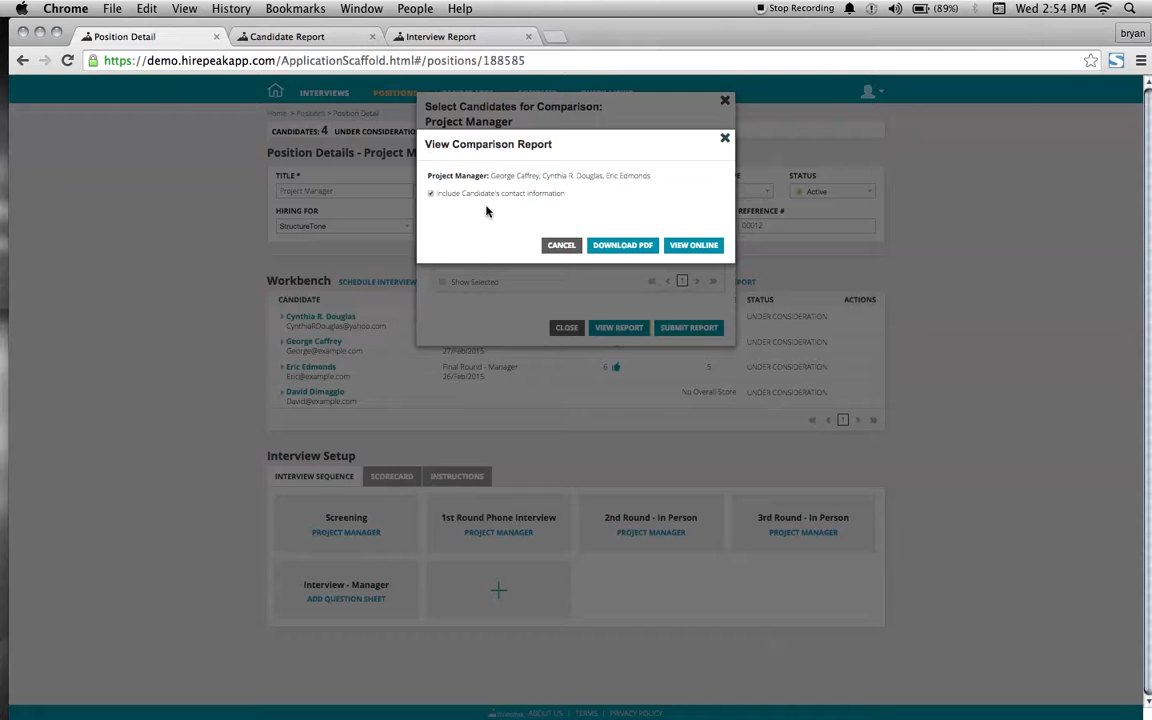 Chrome File Edit View History Bookmarks Window People Help Stop Recording (89%) Wed 2:54 PM
Position Detail Candidate Report Interview Report bryan
https://demo.hirepeakapp.com/ApplicationScaffold.html#/positions/188585
INTERVIEWS POSITIONS
Home > Positions > Position Detail
CANDIDATES: 4 UNDER CONSIDERATIO
Position Details - Project M
TITLE * STATUS
Project Manager Active
HIRING FOR REFERENCE #
StructureTone 00012
Select Candidates for Comparison:
Project Manager
View Comparison Report
Project Manager: George Caffrey, Cynthia R. Douglas, Eric Edmonds
Include Candidate's contact information
CANCEL DOWNLOAD PDF VIEW ONLINE
Show Selected 1
CLOSE VIEW REPORT SUBMIT REPORT
Workbench SCHEDULE INTERVIEW PORT
CANDIDATE STATUS ACTIONS
Cynthia R. Douglas UNDER CONSIDERATION
CynthiaRDouglas@yahoo.com
George Caffrey UNDER CONSIDERATION
George@example.com 27/Feb/2015
Eric Edmonds Final Round - Manager 6 5 UNDER CONSIDERATION
Eric@example.com 26/Feb/2015
David Dimaggio No Overall Score UNDER CONSIDERATION
David@example.com
1
Interview Setup
INTERVIEW SEQUENCE SCORECARD INSTRUCTIONS
Screening 1st Round Phone Interview 2nd Round - In Person 3rd Round - In Person
PROJECT MANAGER PROJECT MANAGER PROJECT MANAGER PROJECT MANAGER
Interview - Manager
ADD QUESTION SHEET
ABOUT US | TERMS | PRIVACY POLICY